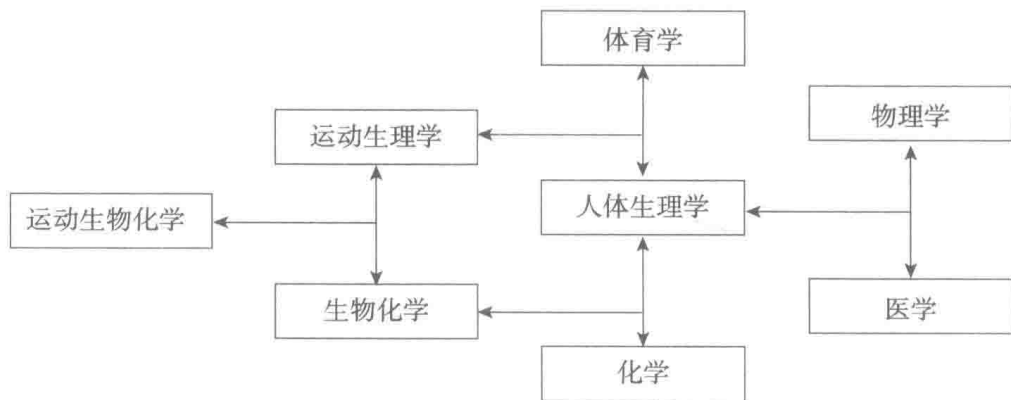 体育学
物理学
运动生理学
人体生理学
运动生物化学
生物化学
医学
化学